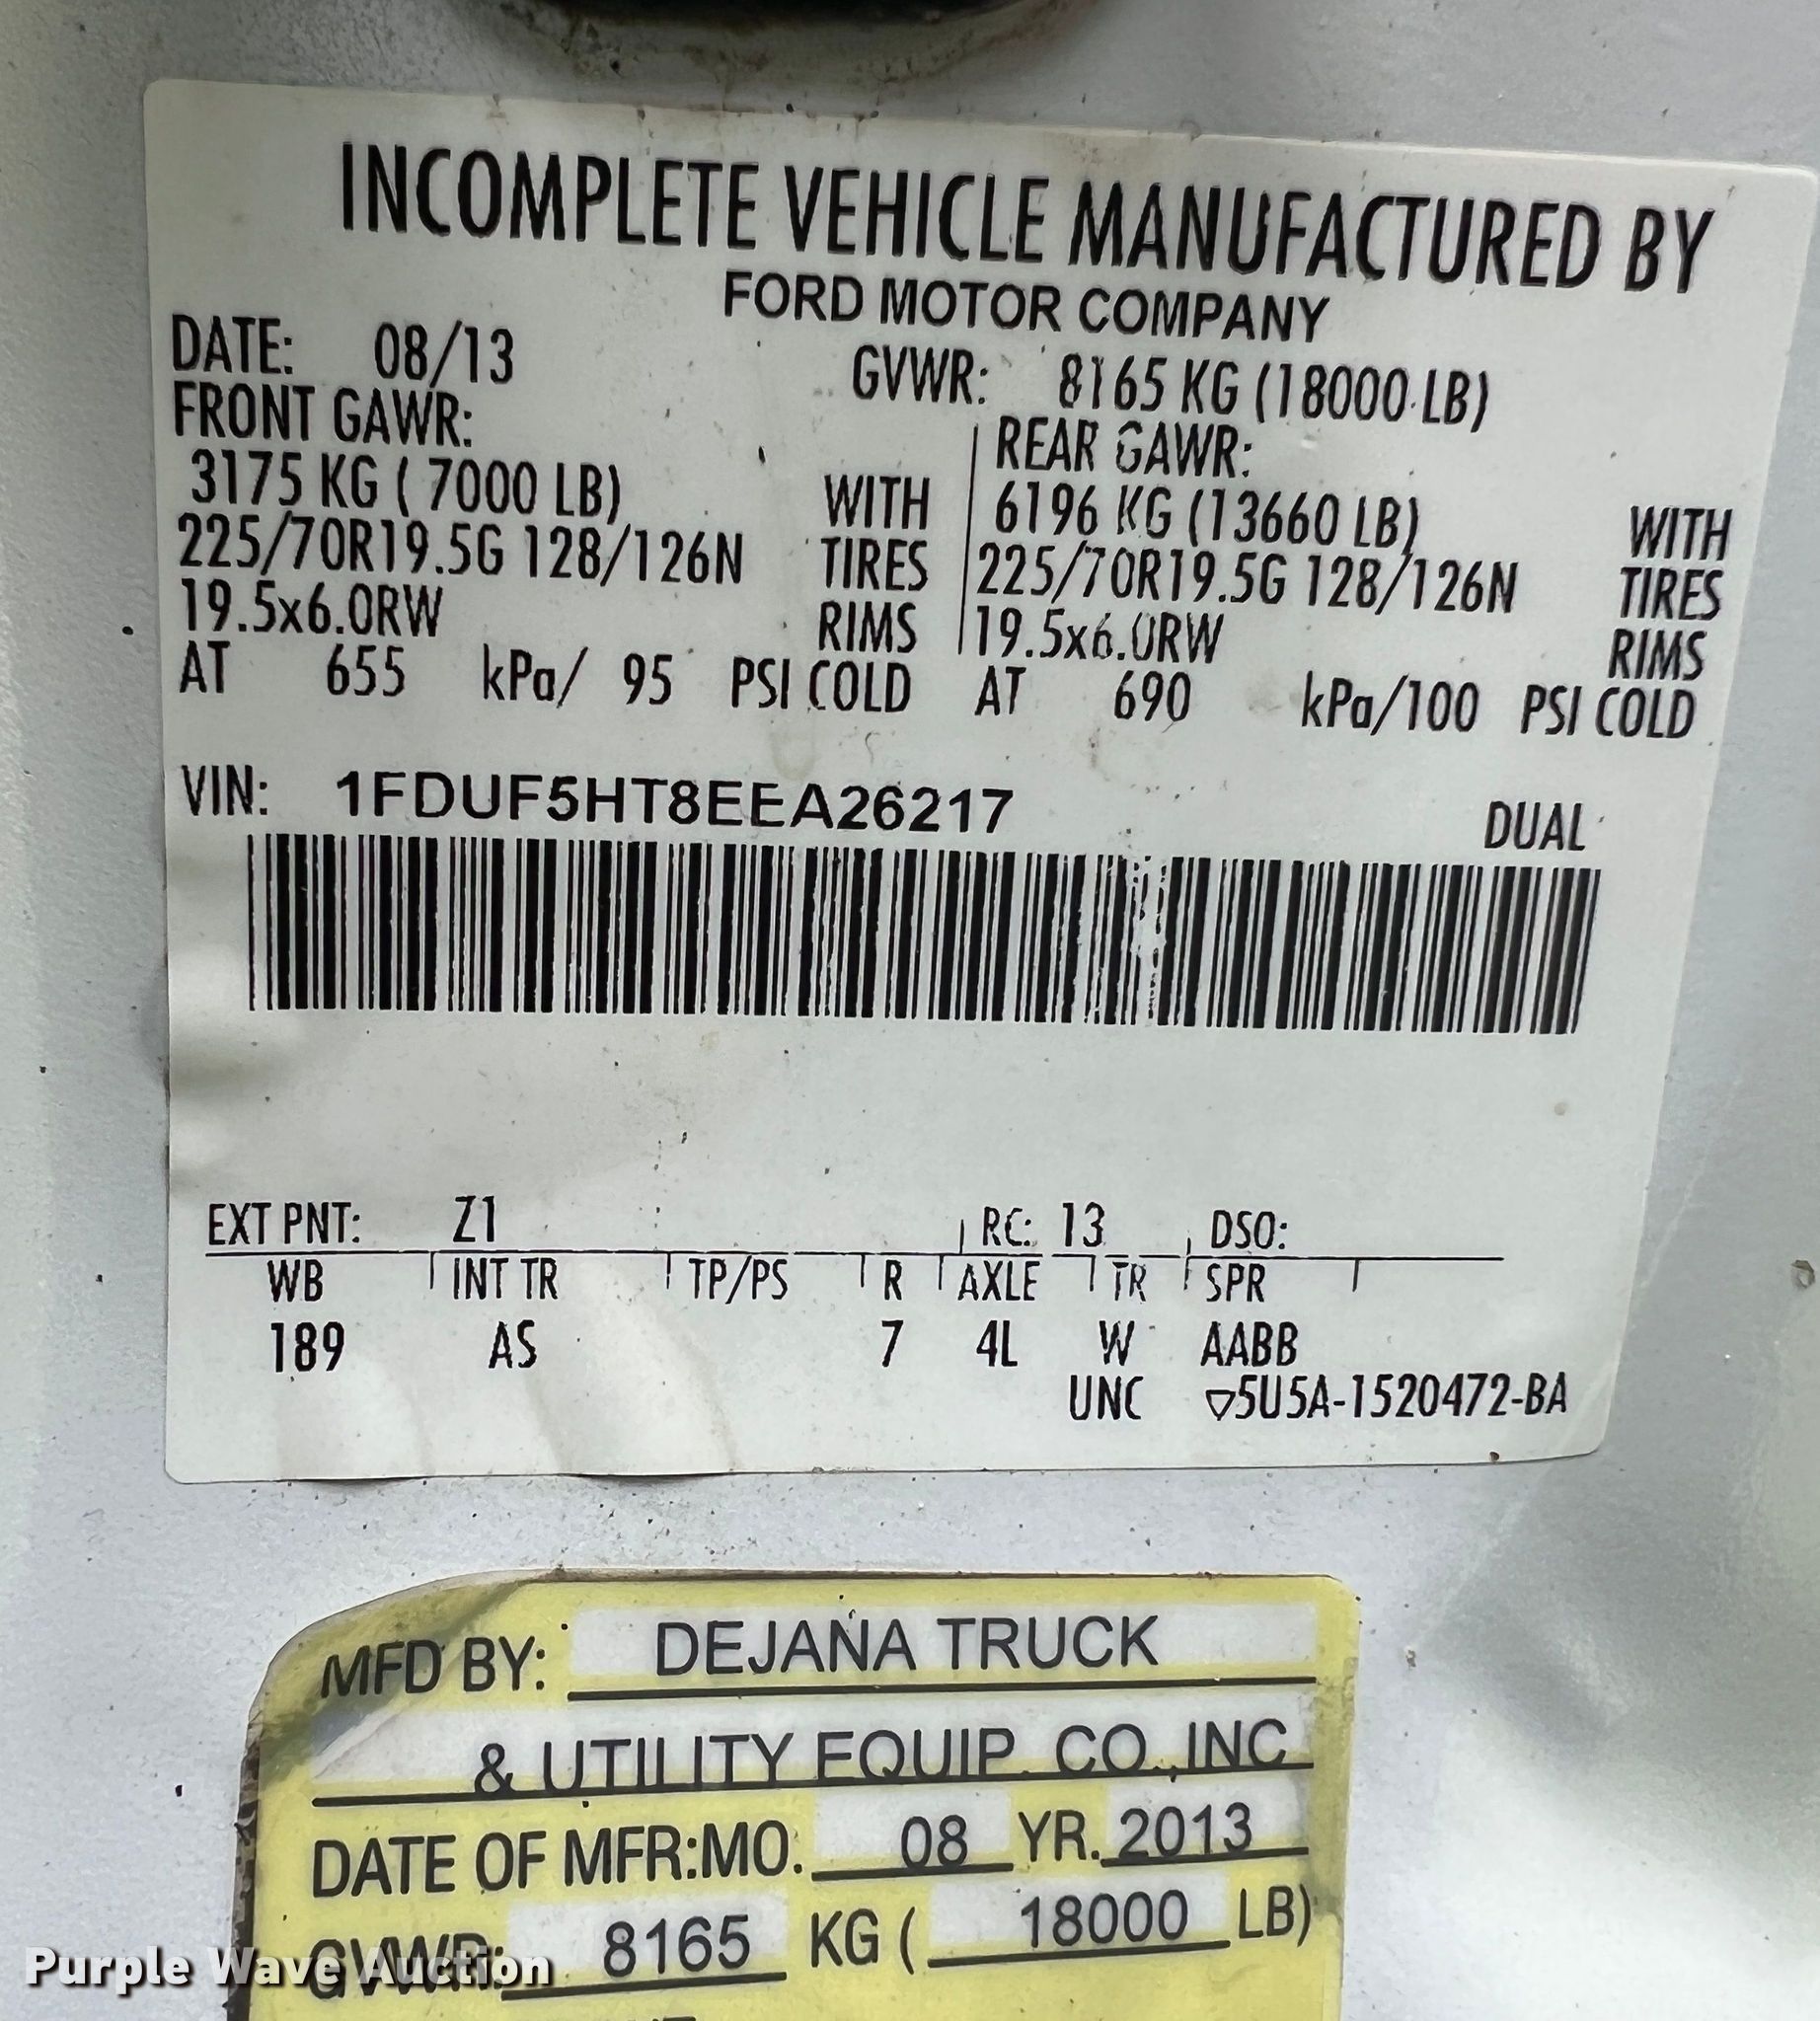 INCOMPLETE VEHICLE MANUFACTURED BY
FORD MOTOR COMPANY
DATE: 08/13 GVWR: 8165 KG (18000 LB)
FRONT GAWR: REAR GAWR:
3175 KG ( 7000 LB) WITH 6196 KG (13660 LB) WITH
225/70R19.5G 128/126N TIRES 225/70R19.5G 128/126N TIRES
19.5x6.0RW RIMS 19.5x6.0RW RIMS
AT 655 kPa/ 95 PSI COLD AT 690 kPa/100 PSI COLD
VIN: 1FDUF5HT8EEA26217 DUAL
EXT PNT: Z1 RC: 13 DSO:
WB INT TR TP/PS R AXLE TR SPR
189 AS 7 4L W AABB
UNC ▽5U5A-1520472-BA
MFD BY: DEJANA TRUCK
& UTILITY EQUIP. CO.,INC
DATE OF MFR:MO. 08 YR. 2013
GVWR: 8165 KG ( 18000 LB)
Purple Wave Auction